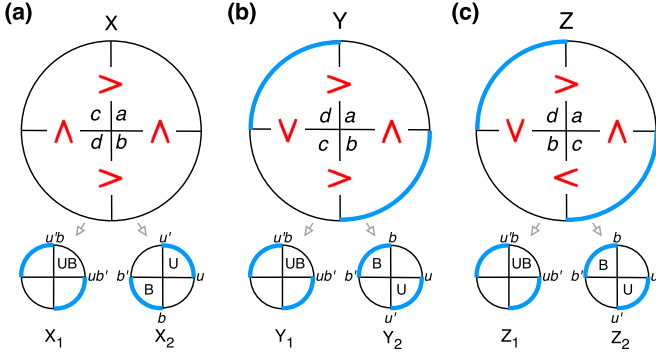 (a) X
>
c a
∧ ∧
d b
>
u'b
UB
ub'
X1
u'
U
b' u
B
b
X2
(b) Y
>
d a
∨ ∧
c b
>
u'b
UB
ub'
Y1
b
B
b' u
U
u'
Y2
(c) Z
>
d a
∨ ∧
b c
<
u'b
UB
ub'
Z1
b
B
b' u
U
u'
Z2